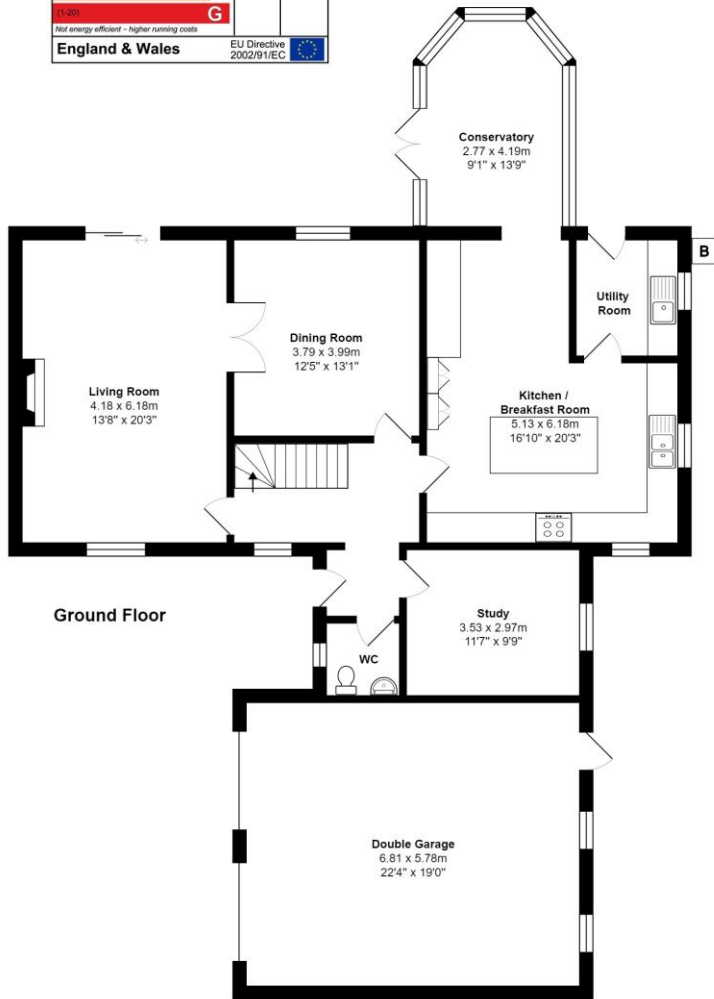 (1-20) G
Not energy efficient - higher running costs
England & Wales
EU Directive
2002/91/EC
Conservatory
2.77 x 4.19m
9'1" x 13'9"
B
Utility
Room
Dining Room
3.79 x 3.99m
12'5" x 13'1"
Living Room
4.18 x 6.18m
13'8" x 20'3"
Kitchen /
Breakfast Room
5.13 x 6.18m
16'10" x 20'3"
Ground Floor
Study
3.53 x 2.97m
11'7" x 9'9"
WC
Double Garage
6.81 x 5.78m
22'4" x 19'0"